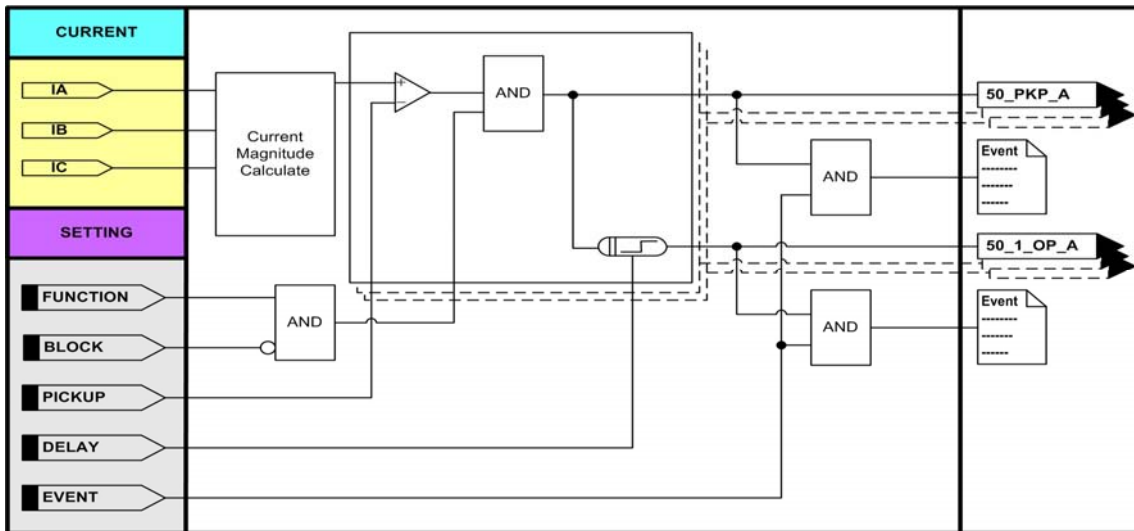 CURRENT
IA
IB
IC
Current
Magnitude
Calculate
AND
50_PKP_A
Event
--------
-------
------
AND
SETTING
50_1_OP_A
FUNCTION
AND
BLOCK
Event
--------
-------
------
AND
PICKUP
DELAY
EVENT